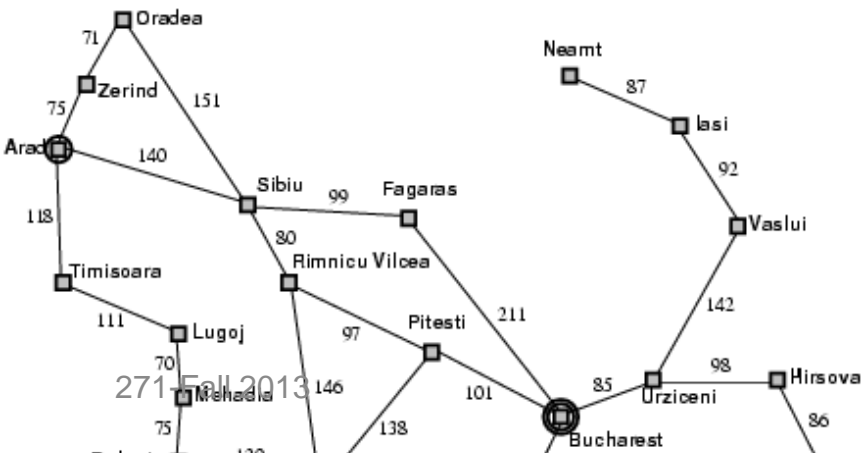 Oradea
71
Neamt
87
Zerind
75
151
Iasi
Arad
140
92
Sibiu
99
Fagaras
118
80
Vaslui
Rimnicu Vilcea
Timisoara
142
111
Pitesti
211
Lugoj
97
70
85
98
Hirsova
271-Fall 2013
146
101
Urziceni
Mehadia
86
75
138
Bucharest